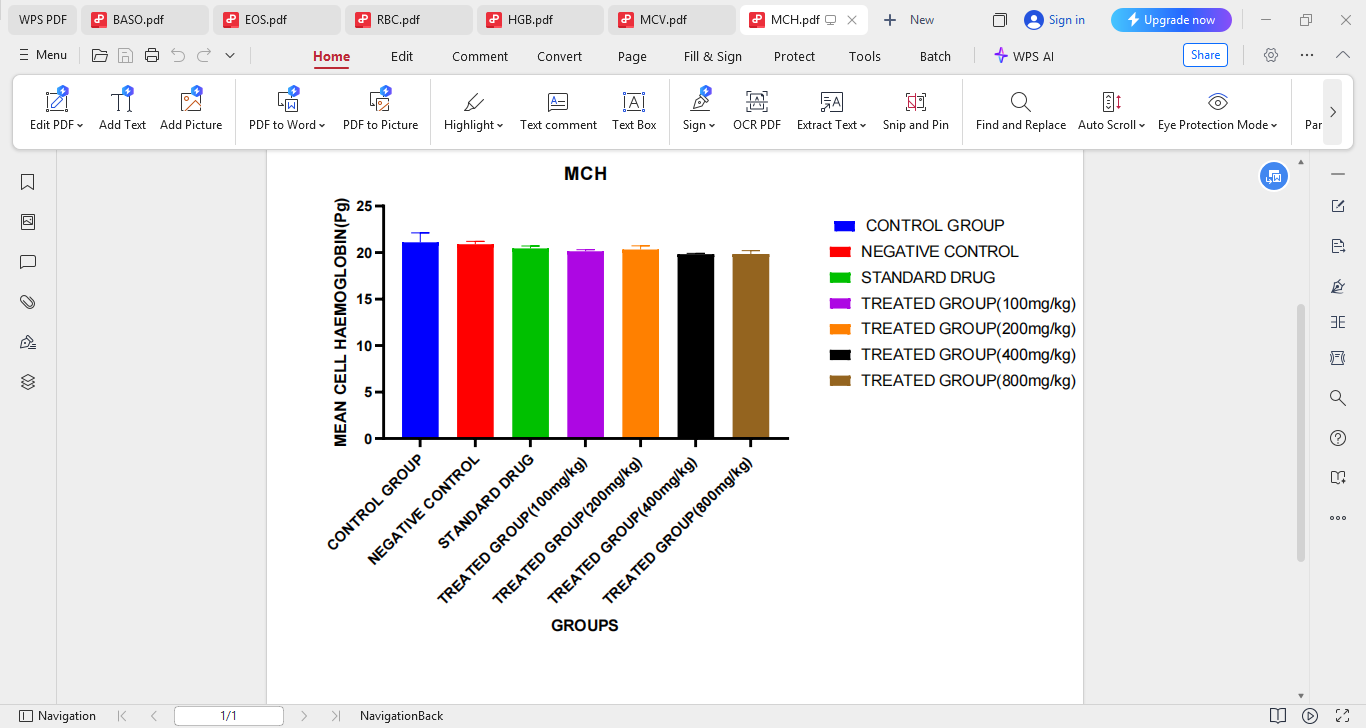 WPS PDF BASO.pdf EOS.pdf RBC.pdf HGB.pdf MCV.pdf MCH.pdf New Sign in Upgrade now
Menu Home Edit Comment Convert Page Fill & Sign Protect Tools Batch WPS AI Share
Edit PDF Add Text Add Picture PDF to Word PDF to Picture Highlight Text comment Text Box Sign OCR PDF Extract Text Snip and Pin Find and Replace Auto Scroll Eye Protection Mode Par
MCH
MEAN CELL HAEMOGLOBIN(Pg)
25
20
15
10
5
0
CONTROL GROUP
NEGATIVE CONTROL
STANDARD DRUG
TREATED GROUP(100mg/kg)
TREATED GROUP(200mg/kg)
TREATED GROUP(400mg/kg)
TREATED GROUP(800mg/kg)
GROUPS
CONTROL GROUP
NEGATIVE CONTROL
STANDARD DRUG
TREATED GROUP(100mg/kg)
TREATED GROUP(200mg/kg)
TREATED GROUP(400mg/kg)
TREATED GROUP(800mg/kg)
Navigation 1/1 NavigationBack